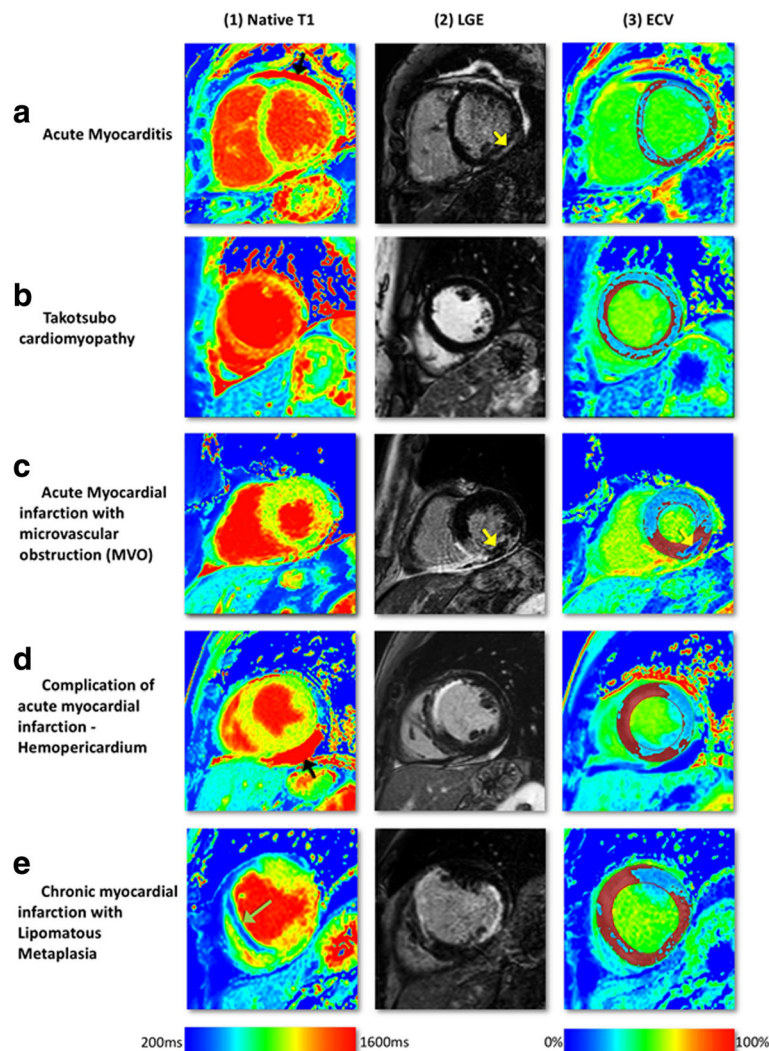 (1) Native T1 (2) LGE (3) ECV
a
Acute Myocarditis
b
Takotsubo
cardiomyopathy
c
Acute Myocardial
infarction with
microvascular
obstruction (MVO)
d
Complication of
acute myocardial
infarction -
Hemopericardium
e
Chronic myocardial
infarction with
Lipomatous
Metaplasia
200ms 1600ms 0% 100%